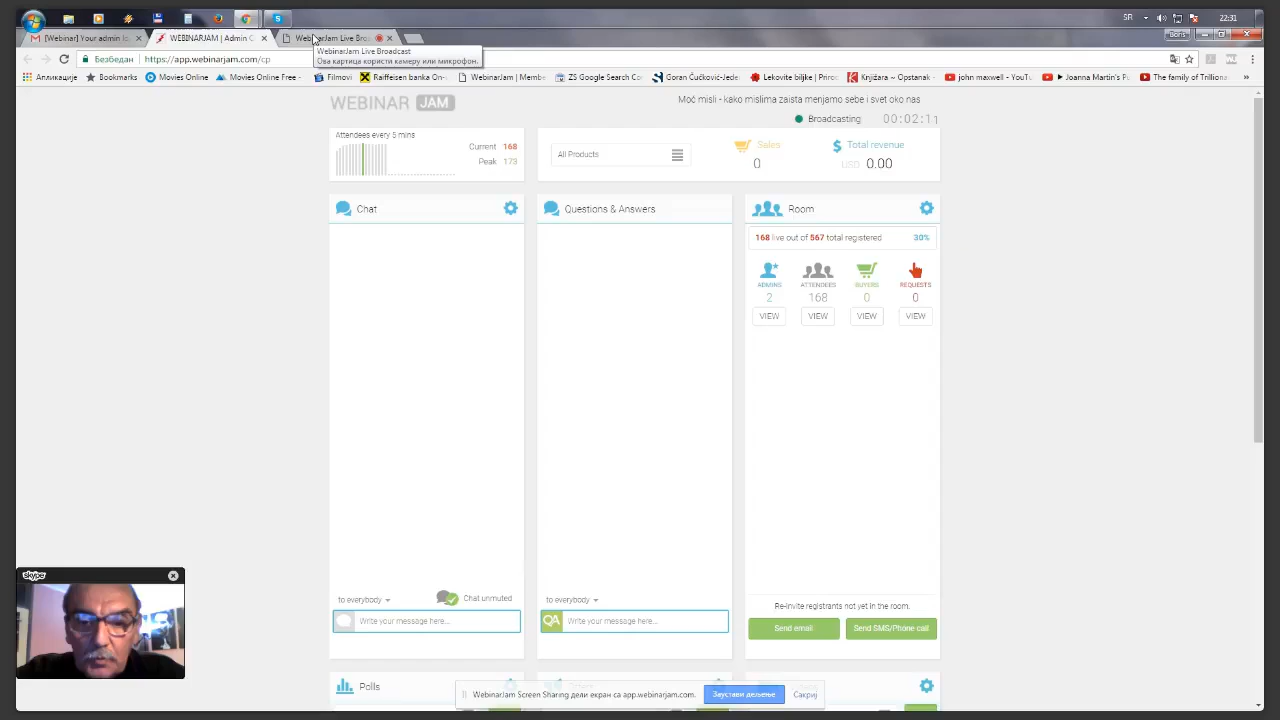 SR
22:31
[Webinar] Your admin lo
WEBINARJAM | Admin C
WebinarJam Live Bro
Boris
WebinarJam Live Broadcast
Ова картица користи камеру или микрофон.
Безбедан
https://app.webinarjam.com/cp
Апликације
Bookmarks
Movies Online
Movies Online Free -
Filmovi
Raiffeisen banka On-
WebinarJam | Membe
ZS Google Search Co
Goran Ćučković-Jeder
Lekovite biljke | Priroc
Knjižara - Opstanak
john maxwell - YouTu
Joanna Martin's Pu
The family of Trillionai
WEBINAR JAM
Moć misli - kako mislima zaista menjamo sebe i svet oko nas
Broadcasting
00:02:11
Attendees every 5 mins
Current 168
Peak 173
All Products
Sales
0
Total revenue
USD 0.00
Chat
Questions & Answers
Room
168 live out of 567 total registered
30%
ADMINS
ATTENDEES
BUYERS
REQUESTS
2
168
0
0
VIEW
VIEW
VIEW
VIEW
to everybody
Chat unmuted
Write your message here...
to everybody
QA
Write your message here...
Re-invite registrants not yet in the room.
Send email
Send SMS/Phone call
skype
Polls
WebinarJam Screen Sharing дели екран са app.webinarjam.com.
Заустави дељење
Сакриј